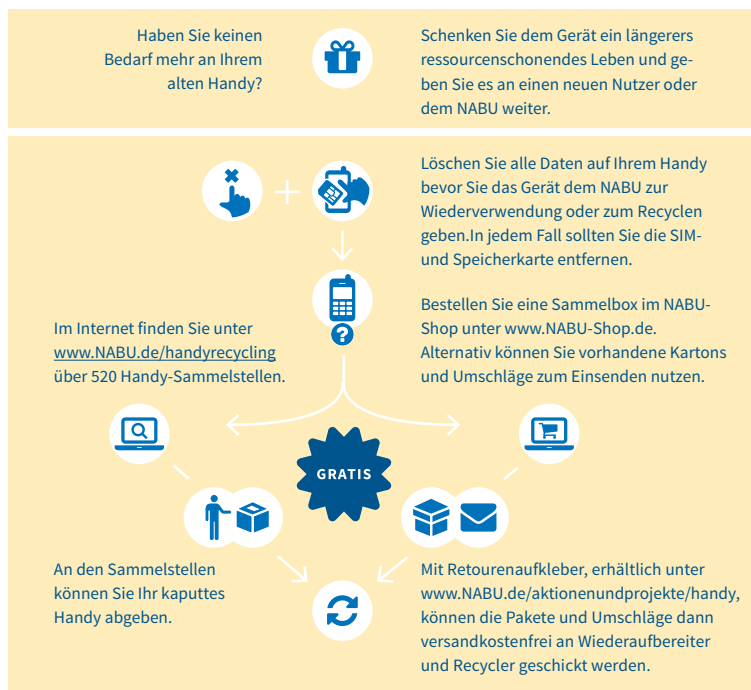 Haben Sie keinen
Bedarf mehr an Ihrem
alten Handy?
Schenken Sie dem Gerät ein längerers
ressourcenschonendes Leben und ge-
ben Sie es an einen neuen Nutzer oder
dem NABU weiter.
Löschen Sie alle Daten auf Ihrem Handy
bevor Sie das Gerät dem NABU zur
Wiederverwendung oder zum Recyclen
geben.In jedem Fall sollten Sie die SIM-
und Speicherkarte entfernen.
Im Internet finden Sie unter
www.NABU.de/handyrecycling
über 520 Handy-Sammelstellen.
Bestellen Sie eine Sammelbox im NABU-
Shop unter www.NABU-Shop.de.
Alternativ können Sie vorhandene Kartons
und Umschläge zum Einsenden nutzen.
GRATIS
An den Sammelstellen
können Sie Ihr kaputtes
Handy abgeben.
Mit Retourenaufkleber, erhältlich unter
www.NABU.de/aktionenundprojekte/handy,
können die Pakete und Umschläge dann
versandkostenfrei an Wiederaufbereiter
und Recycler geschickt werden.